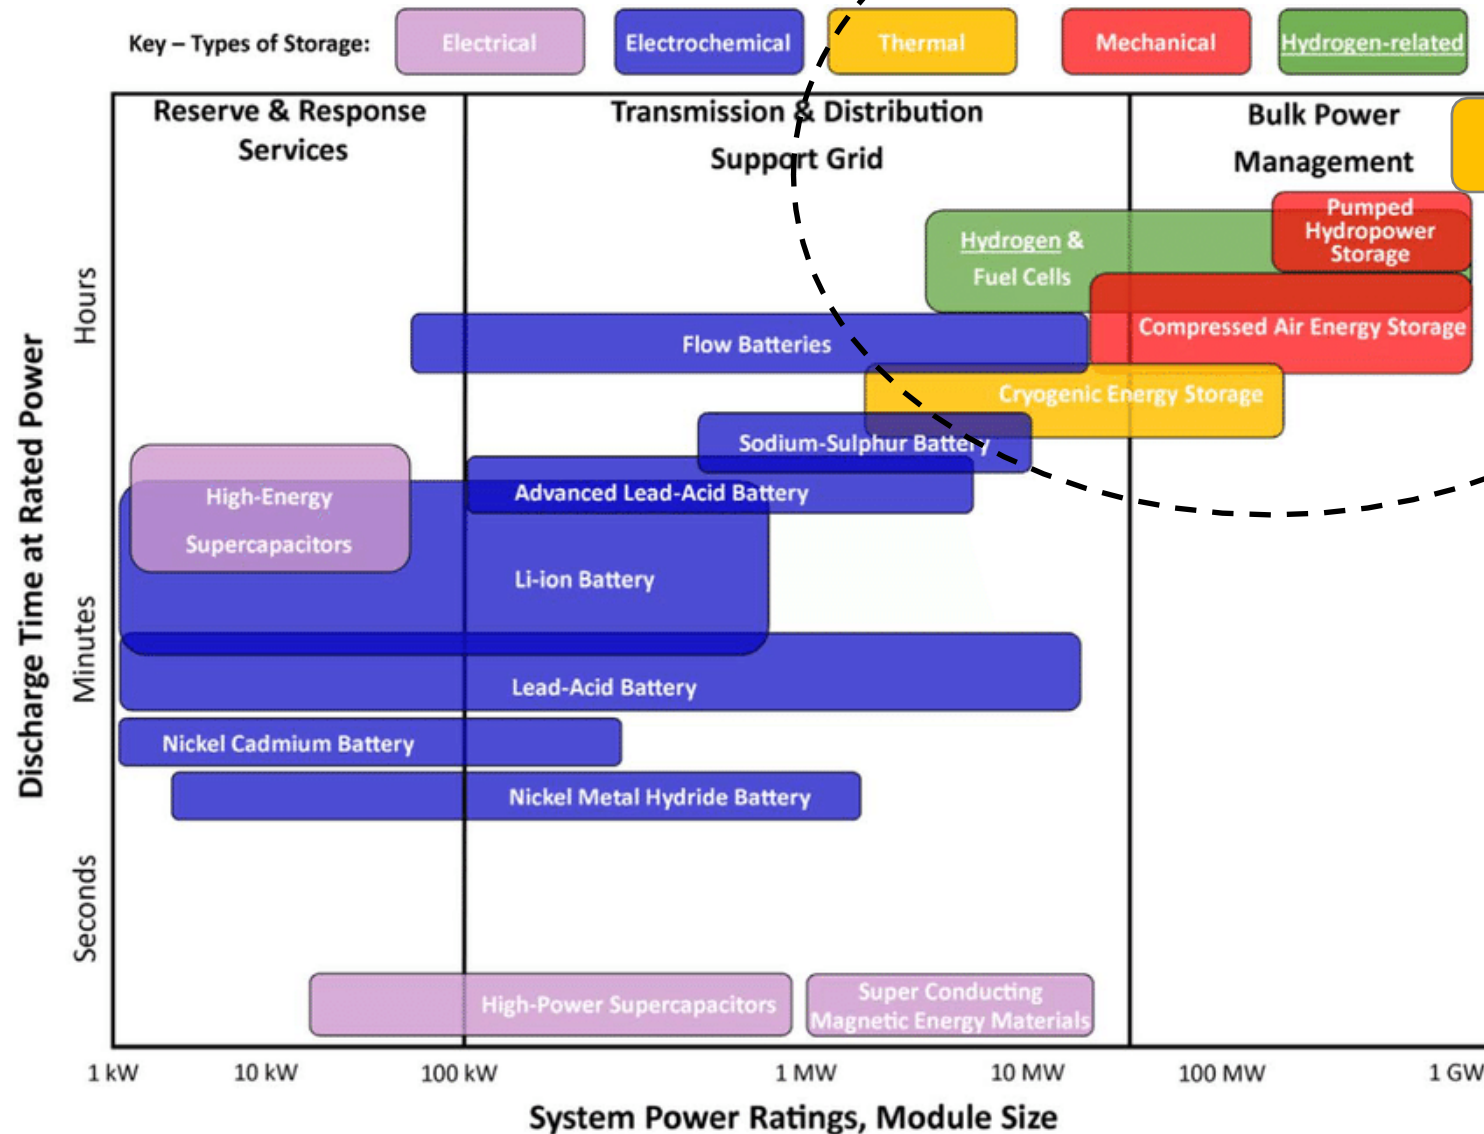 Key – Types of Storage:
Electrical
Electrochemical
Thermal
Mechanical
Hydrogen-related
Reserve & Response
Services
Transmission & Distribution
Support Grid
Bulk Power
Management
Discharge Time at Rated Power
Hours
Minutes
Seconds
Pumped
Hydropower
Storage
Hydrogen &
Fuel Cells
Compressed Air Energy Storage
Flow Batteries
Cryogenic Energy Storage
Sodium-Sulphur Battery
Advanced Lead-Acid Battery
High-Energy
Supercapacitors
Li-ion Battery
Lead-Acid Battery
Nickel Cadmium Battery
Nickel Metal Hydride Battery
High-Power Supercapacitors
Super Conducting
Magnetic Energy Materials
1 kW
10 kW
100 kW
1 MW
10 MW
100 MW
1 GW
System Power Ratings, Module Size